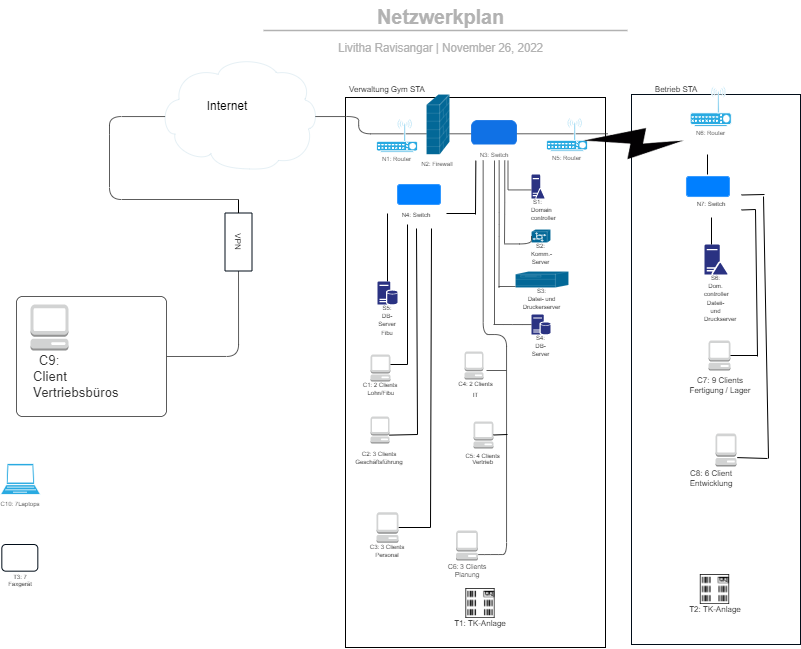 Netzwerkplan
Livitha Ravisangar | November 26, 2022
Verwaltung Gym STA
Betrieb STA
Internet
N1: Router
N2: Firewall
N3: Switch
N5: Router
N6: Router
N4: Switch
N7: Switch
S1:
Domain
controller
VPN
S2:
Komm.-
Server
S3:
Datei- und
Druckerserver
S4:
DB-
Server
S5:
DB-
Server
Fibu
S6:
Dom.
controller
Datei-
und
Druckserver
C9:
Client
Vertriebsbüros
C1: 2 Clients
Lohn/Fibu
C4: 2 Clients
IT
C7: 9 Clients
Fertigung / Lager
C2: 3 Clients
Geschäftsführung
C5: 4 Clients
Vertrieb
C8: 6 Client
Entwicklung
C10: 7Laptops
C3: 3 Clients
Personal
C6: 3 Clients
Planung
T3: 7
Faxgerät
T1: TK-Anlage
T2: TK-Anlage